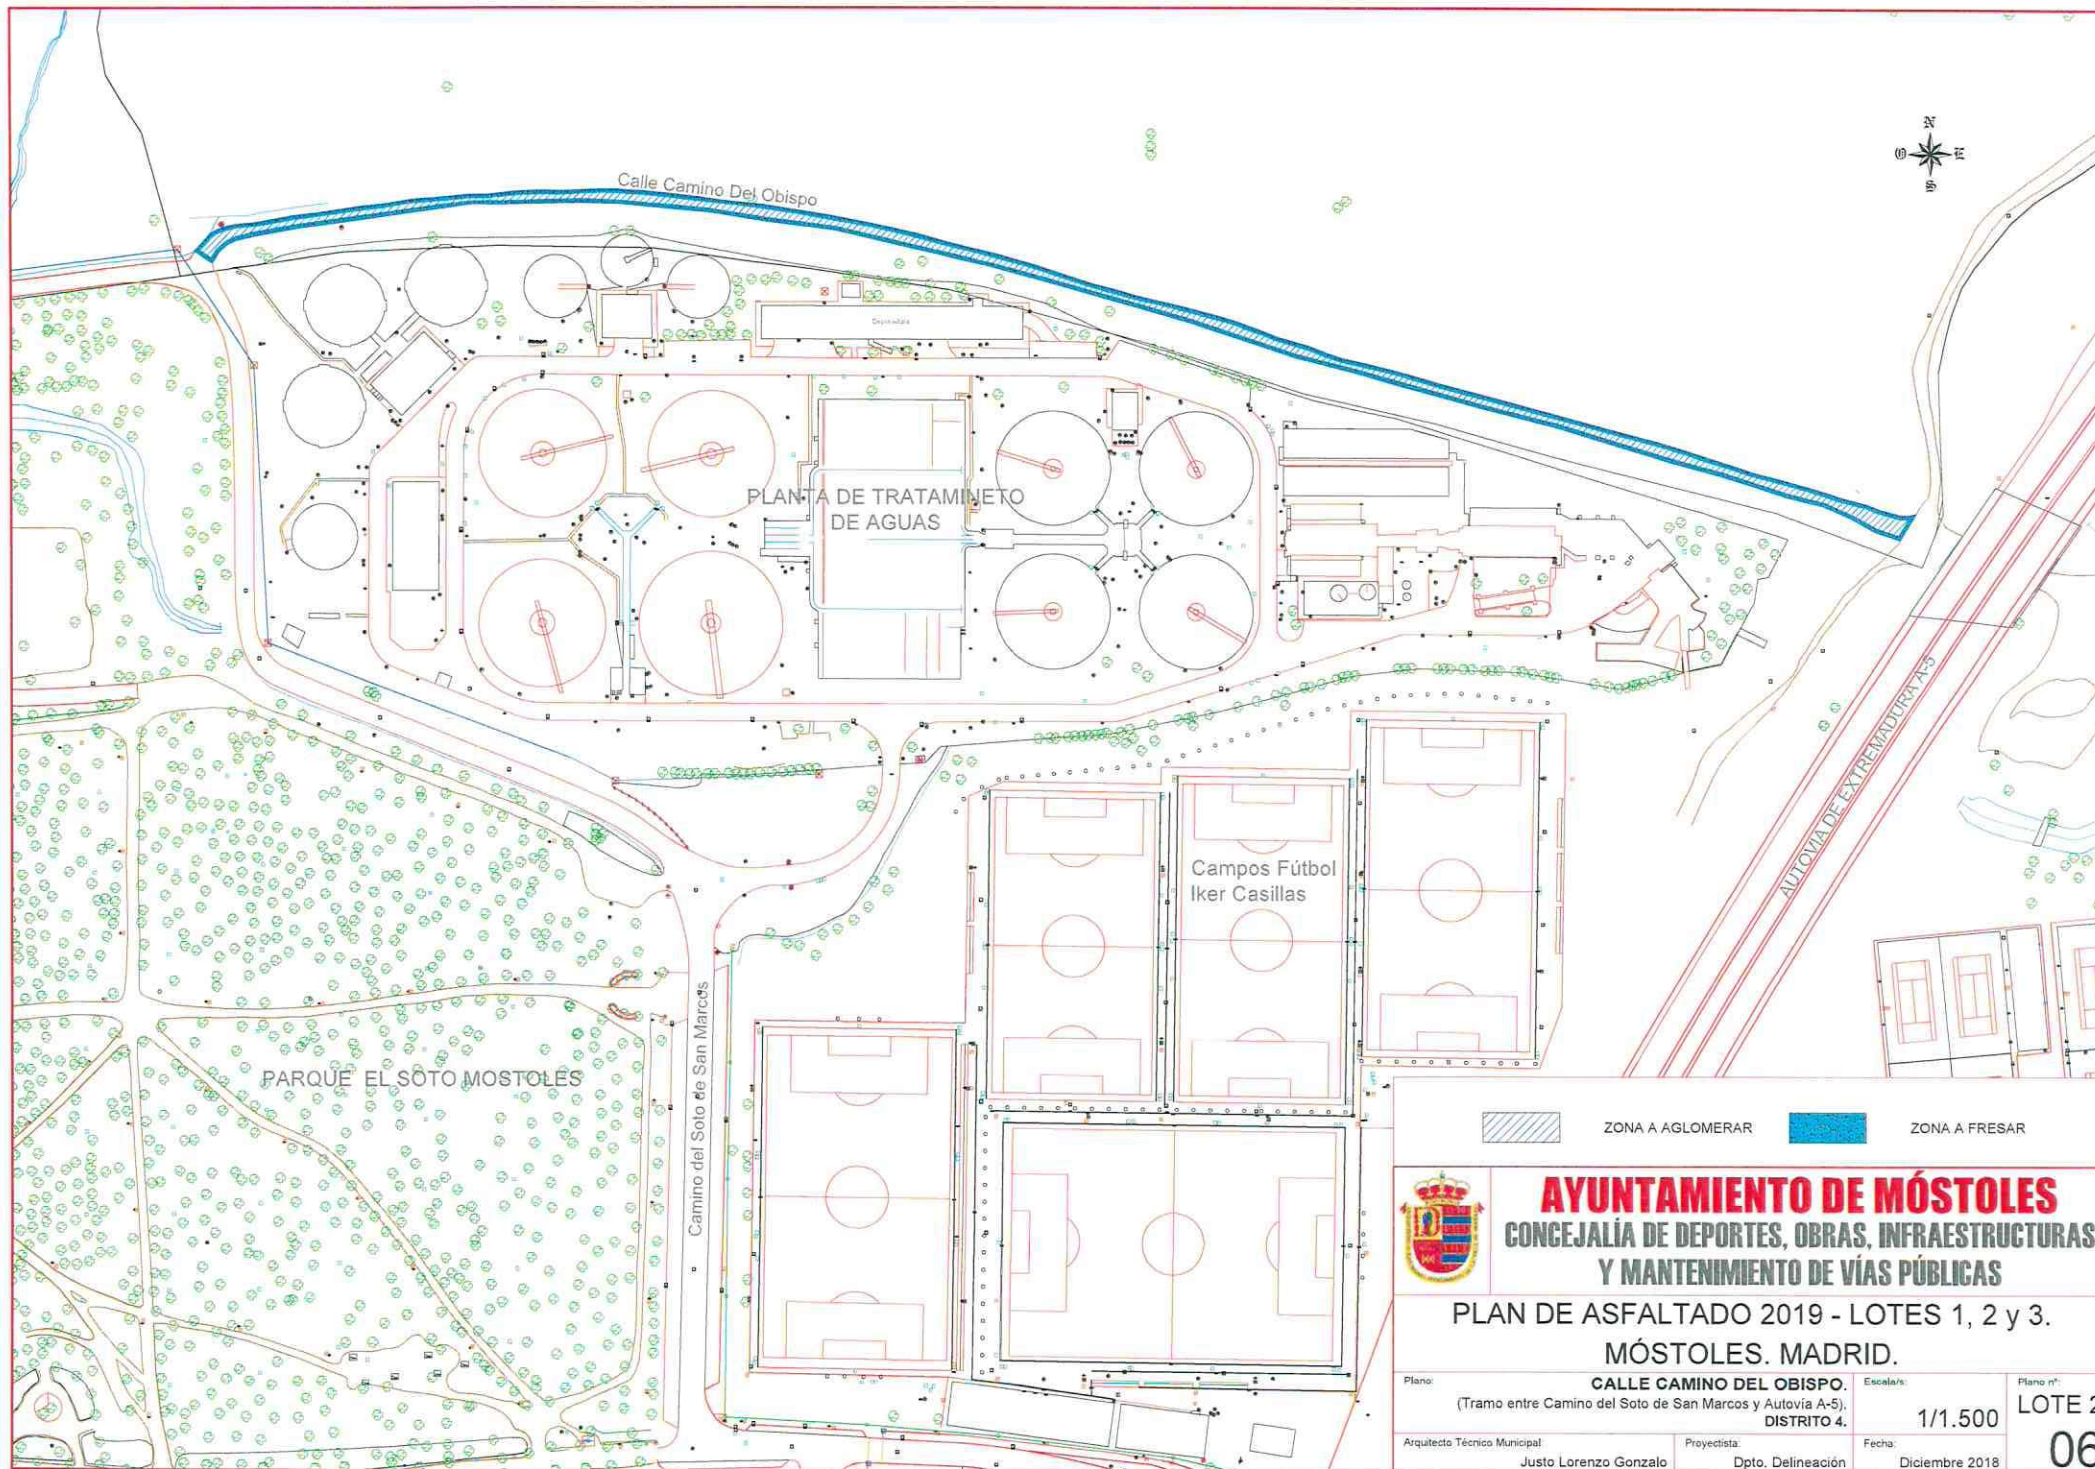 Calle Camino Del Obispo
N
O E
S
PLANTA DE TRATAMINETO
DE AGUAS
AUTOVIA DE EXTREMADURA A-5
Campos Fútbol
Iker Casillas
Camino del Soto de San Marcos
PARQUE EL SOTO MOSTOLES
ZONA A AGLOMERAR
ZONA A FRESAR
AYUNTAMIENTO DE MÓSTOLES
CONCEJALÍA DE DEPORTES, OBRAS, INFRAESTRUCTURAS
Y MANTENIMIENTO DE VÍAS PÚBLICAS
PLAN DE ASFALTADO 2019 - LOTES 1, 2 y 3.
MÓSTOLES. MADRID.
Plano:
CALLE CAMINO DEL OBISPO.
(Tramo entre Camino del Soto de San Marcos y Autovía A-5).
DISTRITO 4.
Escala/s:
1/1.500
Plano nº:
LOTE 2
06
Arquitecto Técnico Municipal
Justo Lorenzo Gonzalo
Proyectista:
Dpto. Delineación
Fecha:
Diciembre 2018